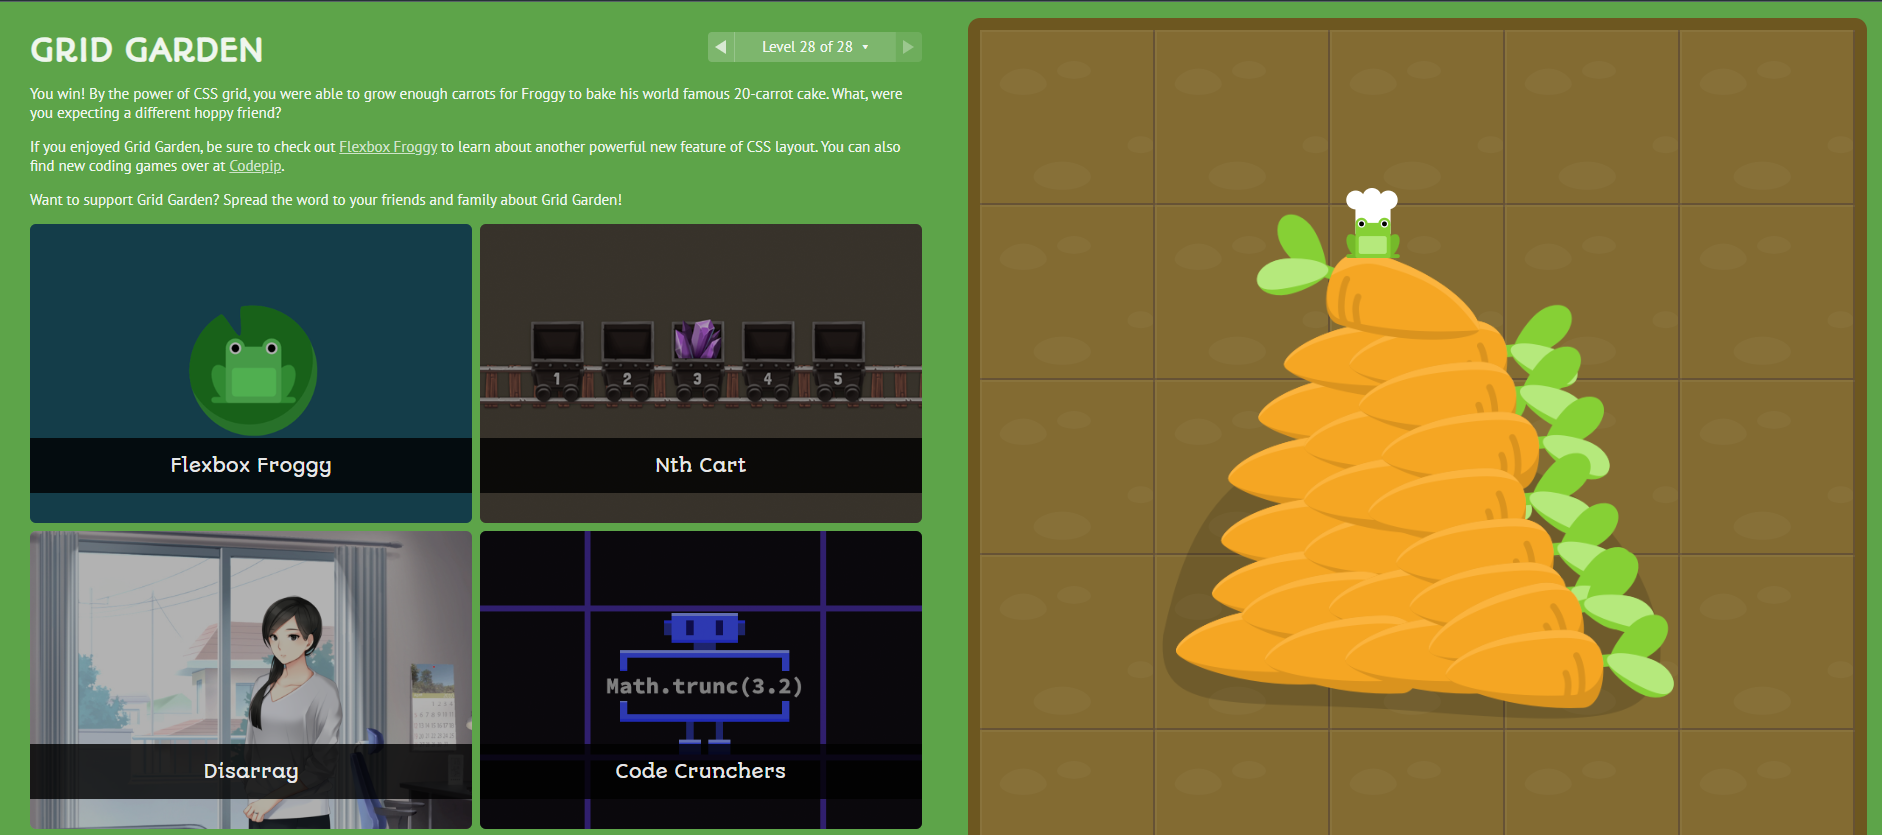 GRID GARDEN
Level 28 of 28
You win! By the power of CSS grid, you were able to grow enough carrots for Froggy to bake his world famous 20-carrot cake. What, were
you expecting a different hoppy friend?
If you enjoyed Grid Garden, be sure to check out Flexbox Froggy to learn about another powerful new feature of CSS layout. You can also
find new coding games over at Codepip.
Want to support Grid Garden? Spread the word to your friends and family about Grid Garden!
1 2 3 4 5
Flexbox Froggy
Nth Cart
Math.trunc(3.2)
Disarray
Code Crunchers